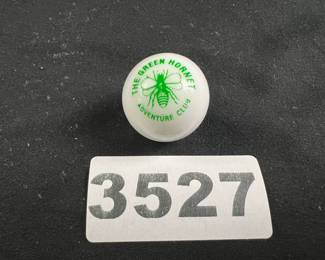 THE GREEN HORNET
ADVENTURE CLUB
3527